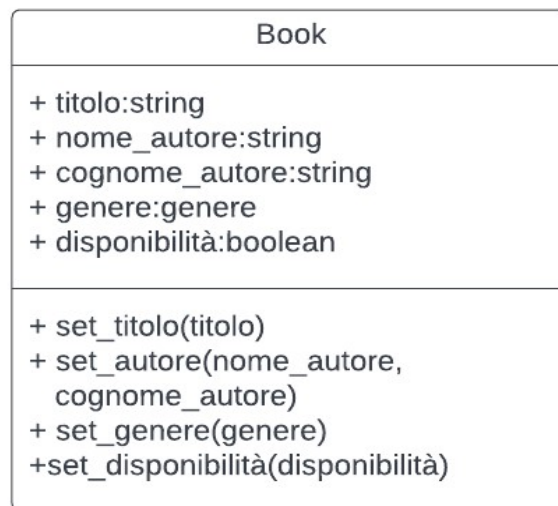 Book
+ titolo:string
+ nome_autore:string
+ cognome_autore:string
+ genere:genere
+ disponibilità:boolean
+ set_titolo(titolo)
+ set_autore(nome_autore,
cognome_autore)
+ set_genere(genere)
+set_disponibilità(disponibilità)